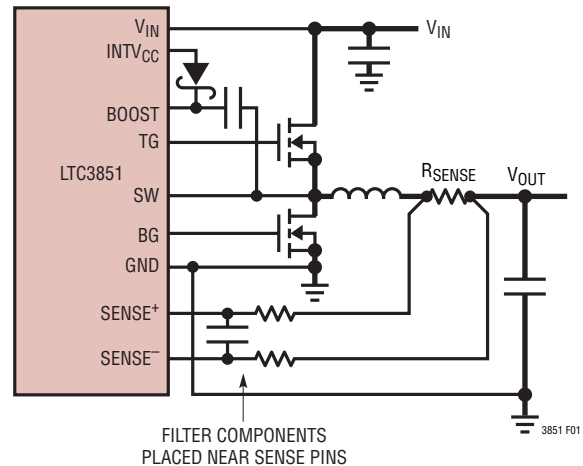 V_IN
INTV_CC
BOOST
TG
LTC3851
SW
BG
GND
SENSE⁺
SENSE⁻
V_IN
R_SENSE
V_OUT
FILTER COMPONENTS
PLACED NEAR SENSE PINS
3851 F01